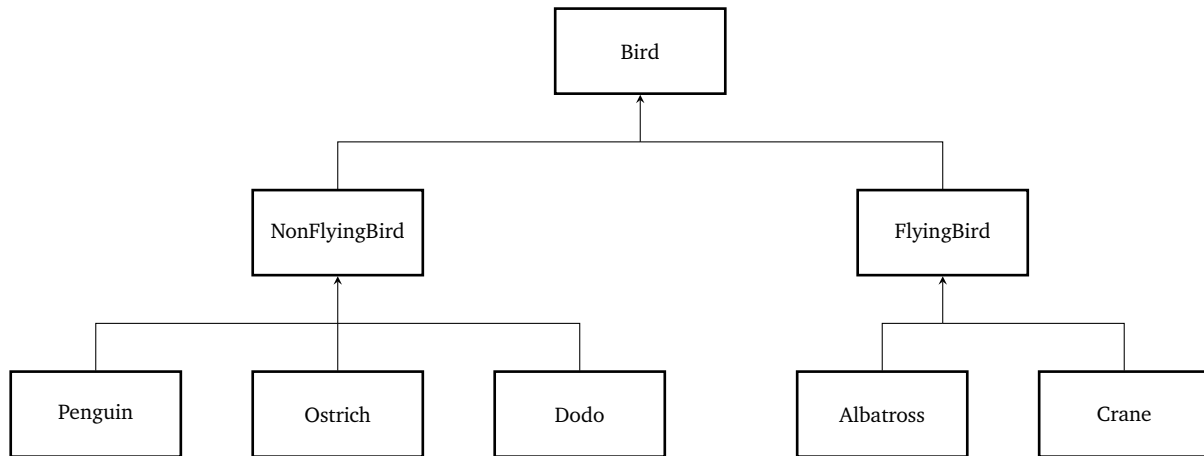 Bird
NonFlyingBird
FlyingBird
Penguin
Ostrich
Dodo
Albatross
Crane